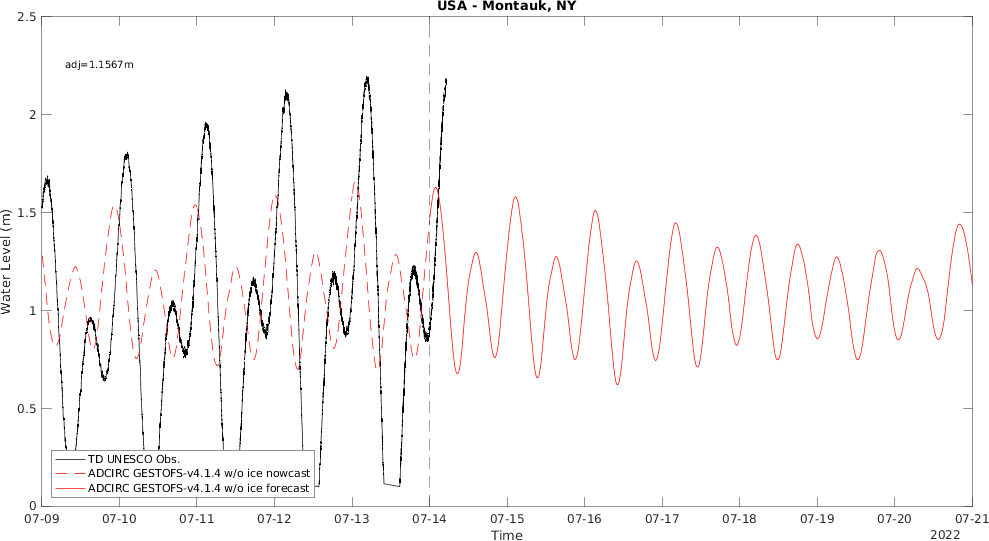 USA - Montauk, NY
2.5
adj=1.1567m
2
1.5
Water Level (m)
1
0.5
TD UNESCO Obs.
ADCIRC GESTOFS-v4.1.4 w/o ice nowcast
ADCIRC GESTOFS-v4.1.4 w/o ice forecast
0
07-09 07-10 07-11 07-12 07-13 07-14 07-15 07-16 07-17 07-18 07-19 07-20 07-21
Time
2022